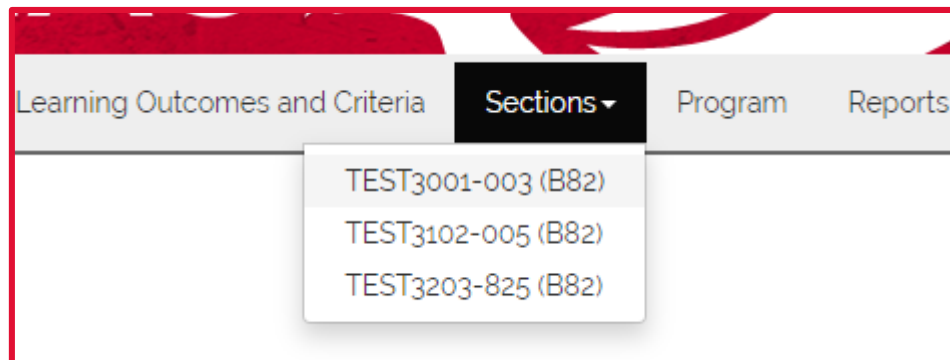 Learning Outcomes and Criteria Sections Program Reports
TEST3001-003 (B82)
TEST3102-005 (B82)
TEST3203-825 (B82)